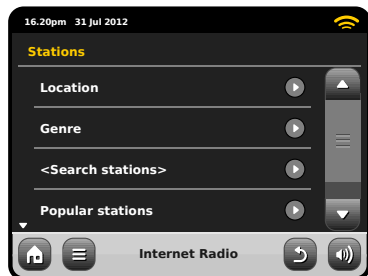 16.20pm 31 Jul 2012
Stations
Location
Genre
<Search stations>
Popular stations
Internet Radio